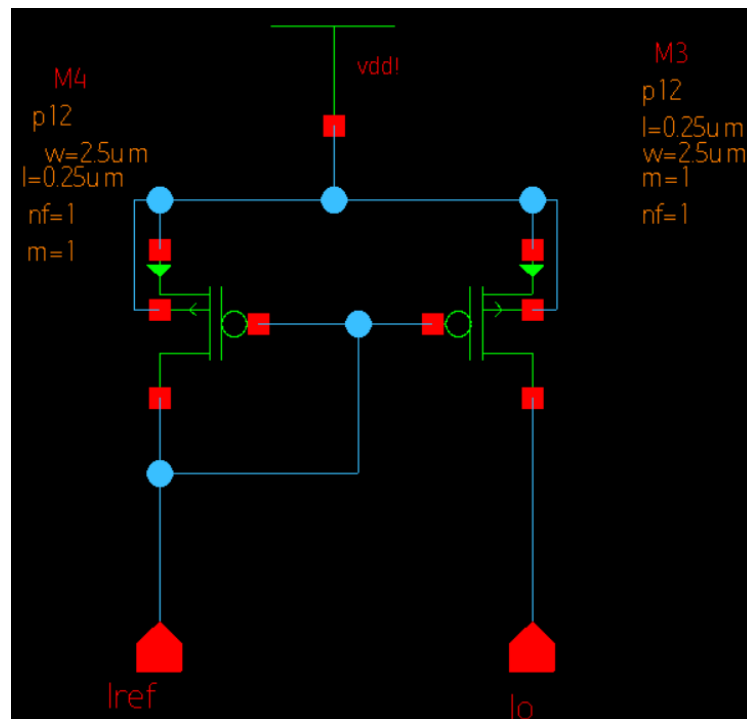 vdd!
M4
p12
w=2.5um
l=0.25um
nf=1
m=1
M3
p12
l=0.25um
w=2.5um
m=1
nf=1
Iref
Io